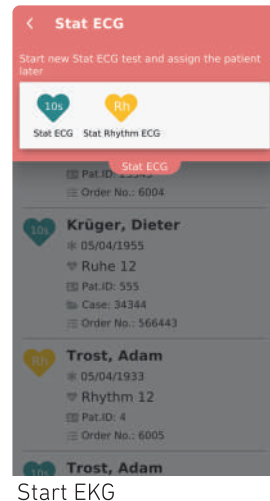 Stat ECG
Start new Stat ECG test and assign the patient
later
10s Rh
Stat ECG Stat Rhythm ECG
Stat ECG
Pat.ID:
Order No.: 6004
10s
Krüger, Dieter
05/04/1955
Ruhe 12
Pat.ID: 555
Case: 34344
Order No.: 566443
Rh
Trost, Adam
05/04/1933
Rhythm 12
Pat.ID: 4
Order No.: 6005
10s
Trost, Adam
Start EKG